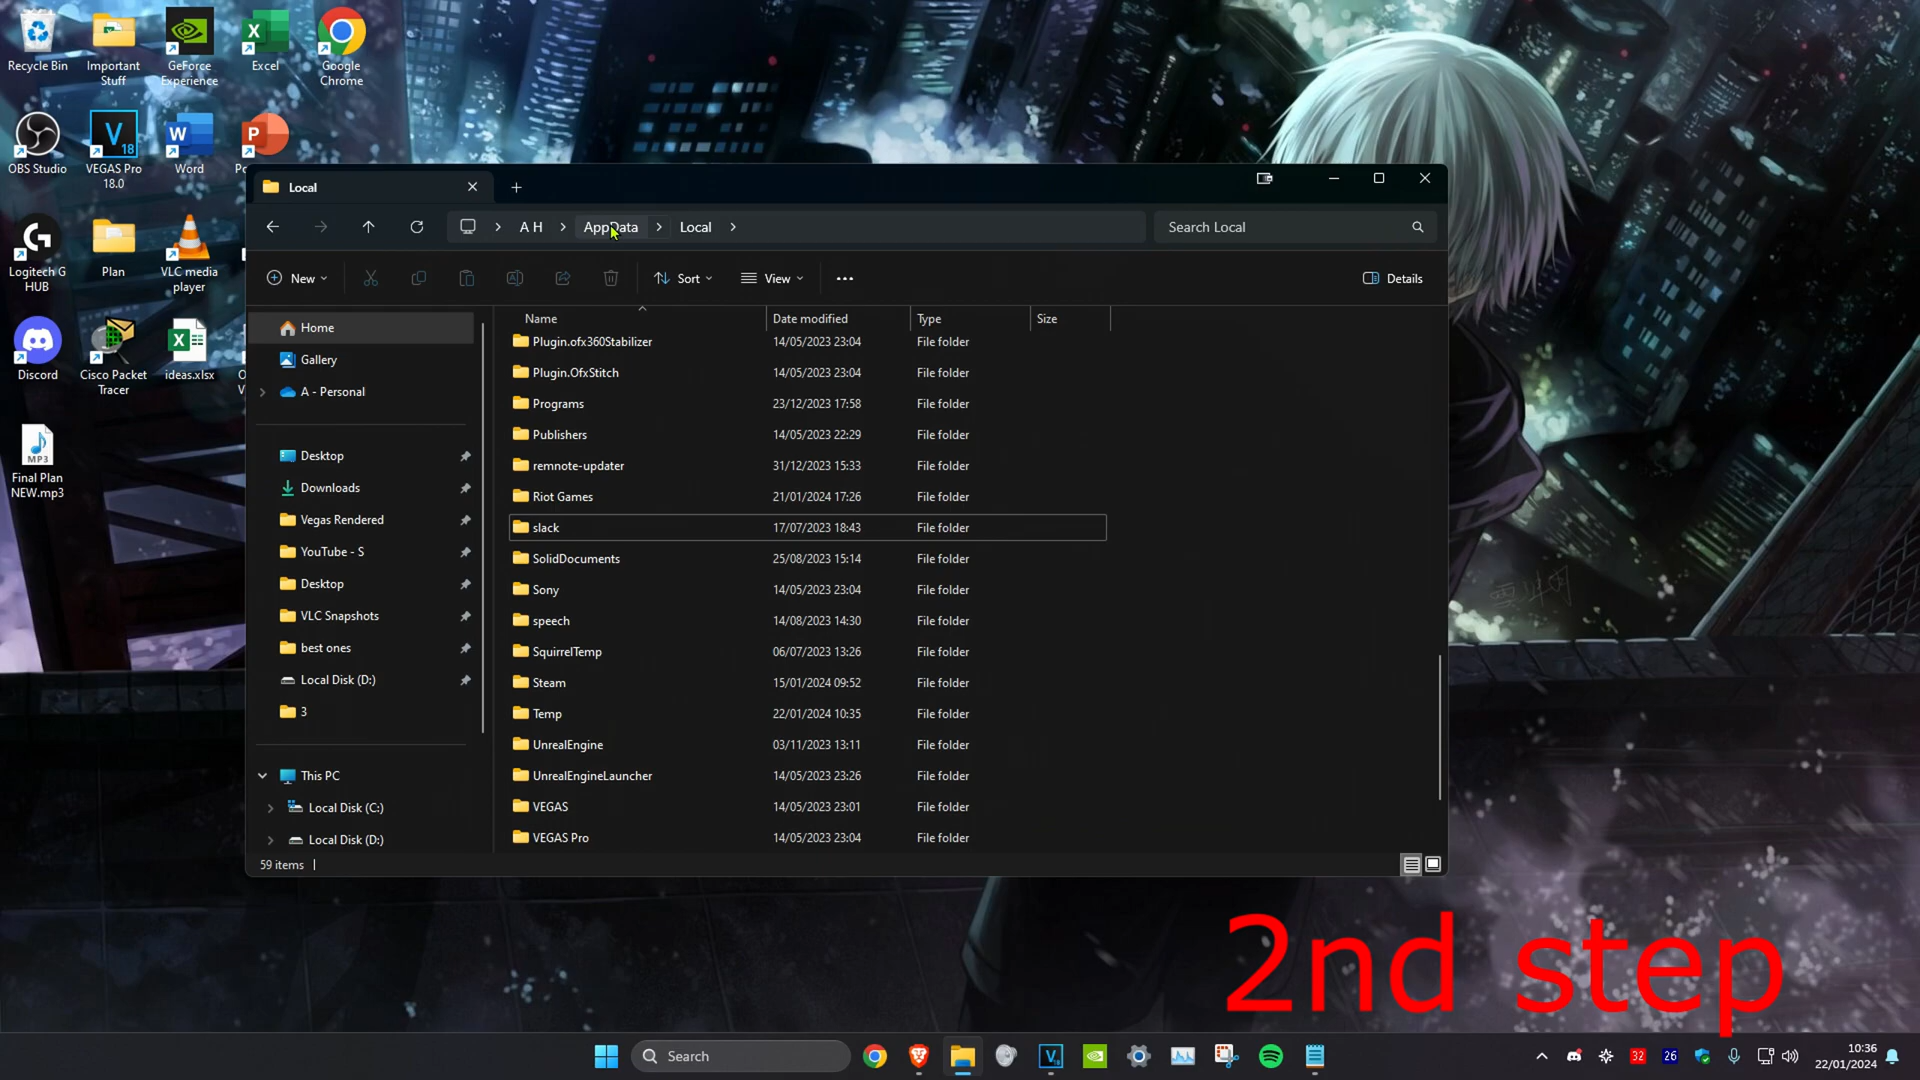 Recycle Bin
Important
Stuff
GeForce
Experience
Excel
Google
Chrome
OBS Studio
VEGAS Pro
18.0
Word
Logitech G
HUB
Plan
VLC media
player
Discord
Cisco Packet
Tracer
ideas.xlsx
MP3
Final Plan
NEW.mp3
Local
A H > AppData > Local >
Search Local
New
Sort
View
Details
Home
Gallery
A - Personal
Desktop
Downloads
Vegas Rendered
YouTube - S
Desktop
VLC Snapshots
best ones
Local Disk (D:)
3
This PC
Local Disk (C:)
Local Disk (D:)
Name Date modified Type Size
Plugin.ofx360Stabilizer 14/05/2023 23:04 File folder
Plugin.OfxStitch 14/05/2023 23:04 File folder
Programs 23/12/2023 17:58 File folder
Publishers 14/05/2023 22:29 File folder
remnote-updater 31/12/2023 15:33 File folder
Riot Games 21/01/2024 17:26 File folder
slack 17/07/2023 18:43 File folder
SolidDocuments 25/08/2023 15:14 File folder
Sony 14/05/2023 23:04 File folder
speech 14/08/2023 14:30 File folder
SquirrelTemp 06/07/2023 13:26 File folder
Steam 15/01/2024 09:52 File folder
Temp 22/01/2024 10:35 File folder
UnrealEngine 03/11/2023 13:11 File folder
UnrealEngineLauncher 14/05/2023 23:26 File folder
VEGAS 14/05/2023 23:01 File folder
VEGAS Pro 14/05/2023 23:04 File folder
59 items
2nd step
Search
32
26
10:36
22/01/2024